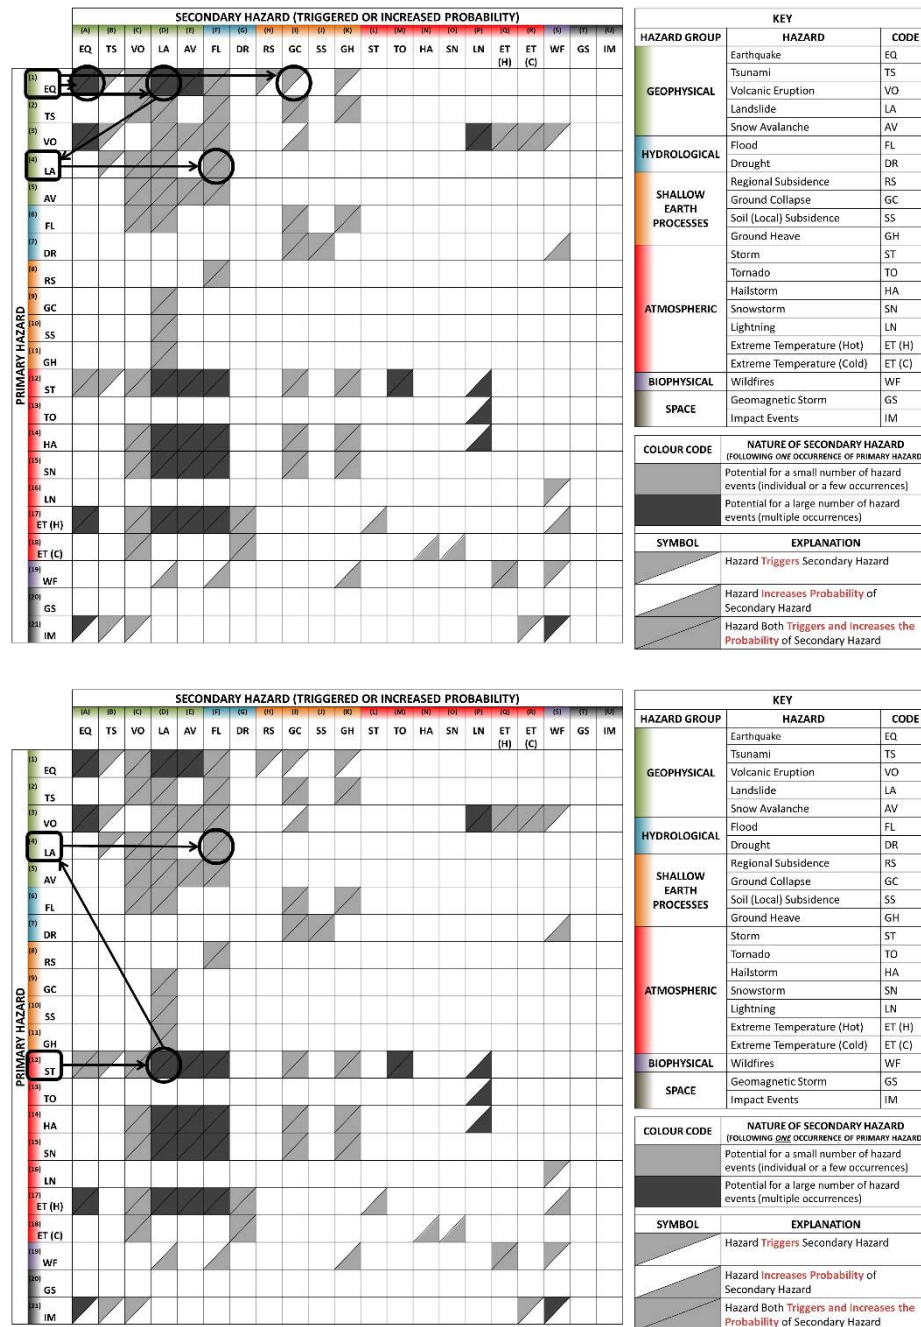 SECONDARY HAZARD (TRIGGERED OR INCREASED PROBABILITY)
(A) (B) (C) (D) (E) (F) (G) (H) (I) (J) (K) (L) (M) (N) (O) (P) (Q) (R) (S) (T) (U)
EQ TS VO LA AV FL DR RS GC SS GH ST TO HA SN LN ET (H) ET (C) WF GS IM
PRIMARY HAZARD
(1) EQ
(2) TS
(3) VO
(4) LA
(5) AV
(6) FL
(7) DR
(8) RS
(9) GC
(10) SS
(11) GH
(12) ST
(13) TO
(14) HA
(15) SN
(16) LN
(17) ET (H)
(18) ET (C)
(19) WF
(20) GS
(21) IM
KEY
HAZARD GROUP HAZARD CODE
GEOPHYSICAL
Earthquake EQ
Tsunami TS
Volcanic Eruption VO
Landslide LA
Snow Avalanche AV
HYDROLOGICAL
Flood FL
Drought DR
SHALLOW EARTH PROCESSES
Regional Subsidence RS
Ground Collapse GC
Soil (Local) Subsidence SS
Ground Heave GH
ATMOSPHERIC
Storm ST
Tornado TO
Hailstorm HA
Snowstorm SN
Lightning LN
Extreme Temperature (Hot) ET (H)
Extreme Temperature (Cold) ET (C)
BIOPHYSICAL
Wildfires WF
SPACE
Geomagnetic Storm GS
Impact Events IM
COLOUR CODE NATURE OF SECONDARY HAZARD
(FOLLOWING ONE OCCURRENCE OF PRIMARY HAZARD)
Potential for a small number of hazard
events (individual or a few occurrences)
Potential for a large number of hazard
events (multiple occurrences)
SYMBOL EXPLANATION
Hazard Triggers Secondary Hazard
Hazard Increases Probability of
Secondary Hazard
Hazard Both Triggers and Increases the
Probability of Secondary Hazard
SECONDARY HAZARD (TRIGGERED OR INCREASED PROBABILITY)
(A) (B) (C) (D) (E) (F) (G) (H) (I) (J) (K) (L) (M) (N) (O) (P) (Q) (R) (S) (T) (U)
EQ TS VO LA AV FL DR RS GC SS GH ST TO HA SN LN ET (H) ET (C) WF GS IM
PRIMARY HAZARD
(1) EQ
(2) TS
(3) VO
(4) LA
(5) AV
(6) FL
(7) DR
(8) RS
(9) GC
(10) SS
(11) GH
(12) ST
(13) TO
(14) HA
(15) SN
(16) LN
(17) ET (H)
(18) ET (C)
(19) WF
(20) GS
(21) IM
KEY
HAZARD GROUP HAZARD CODE
GEOPHYSICAL
Earthquake EQ
Tsunami TS
Volcanic Eruption VO
Landslide LA
Snow Avalanche AV
HYDROLOGICAL
Flood FL
Drought DR
SHALLOW EARTH PROCESSES
Regional Subsidence RS
Ground Collapse GC
Soil (Local) Subsidence SS
Ground Heave GH
ATMOSPHERIC
Storm ST
Tornado TO
Hailstorm HA
Snowstorm SN
Lightning LN
Extreme Temperature (Hot) ET (H)
Extreme Temperature (Cold) ET (C)
BIOPHYSICAL
Wildfires WF
SPACE
Geomagnetic Storm GS
Impact Events IM
COLOUR CODE NATURE OF SECONDARY HAZARD
(FOLLOWING ONE OCCURRENCE OF PRIMARY HAZARD)
Potential for a small number of hazard
events (individual or a few occurrences)
Potential for a large number of hazard
events (multiple occurrences)
SYMBOL EXPLANATION
Hazard Triggers Secondary Hazard
Hazard Increases Probability of
Secondary Hazard
Hazard Both Triggers and Increases the
Probability of Secondary Hazard